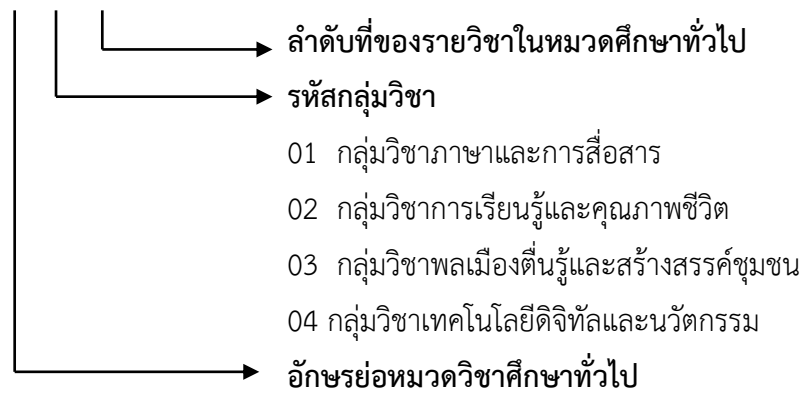 ลำดับที่ของรายวิชาในหมวดศึกษาทั่วไป
รหัสกลุ่มวิชา
01 กลุ่มวิชาภาษาและการสื่อสาร
02 กลุ่มวิชาการเรียนรู้และคุณภาพชีวิต
03 กลุ่มวิชาพลเมืองตื่นรู้และสร้างสรรค์ชุมชน
04 กลุ่มวิชาเทคโนโลยีดิจิทัลและนวัตกรรม
อักษรย่อหมวดวิชาศึกษาทั่วไป